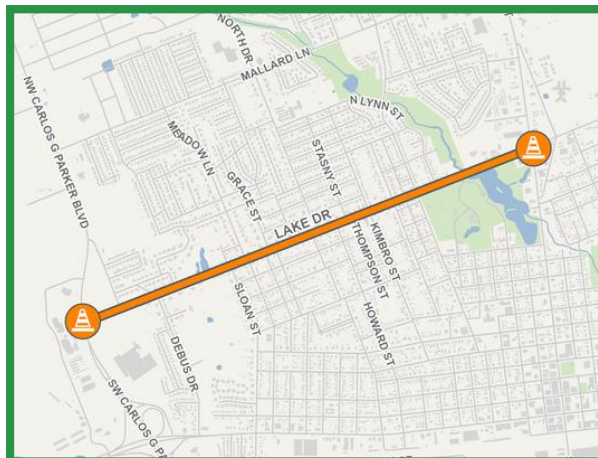 NORTH DR
MALLARD LN
NW CARLOS G PARKER BLVD
N LYNN ST
MEADOW LN
STASNY ST
GRACE ST
LAKE DR
KIMBRO ST
THOMPSON ST
SLOAN ST
HOWARD ST
DEBUS DR
SW CARLOS G